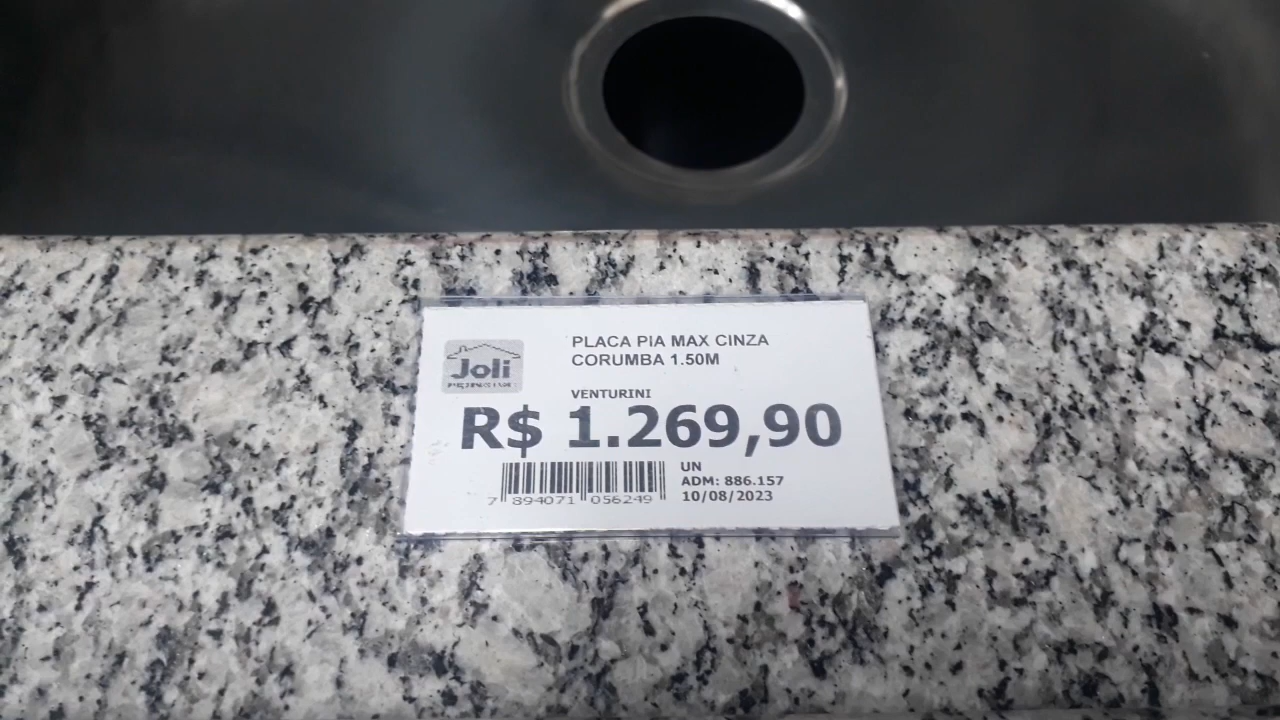 PLACA PIA MAX CINZA
CORUMBA 1.50M
Joli
VENTURINI
R$ 1.269,90
UN
ADM: 886.157
10/08/2023
7 894071 056249